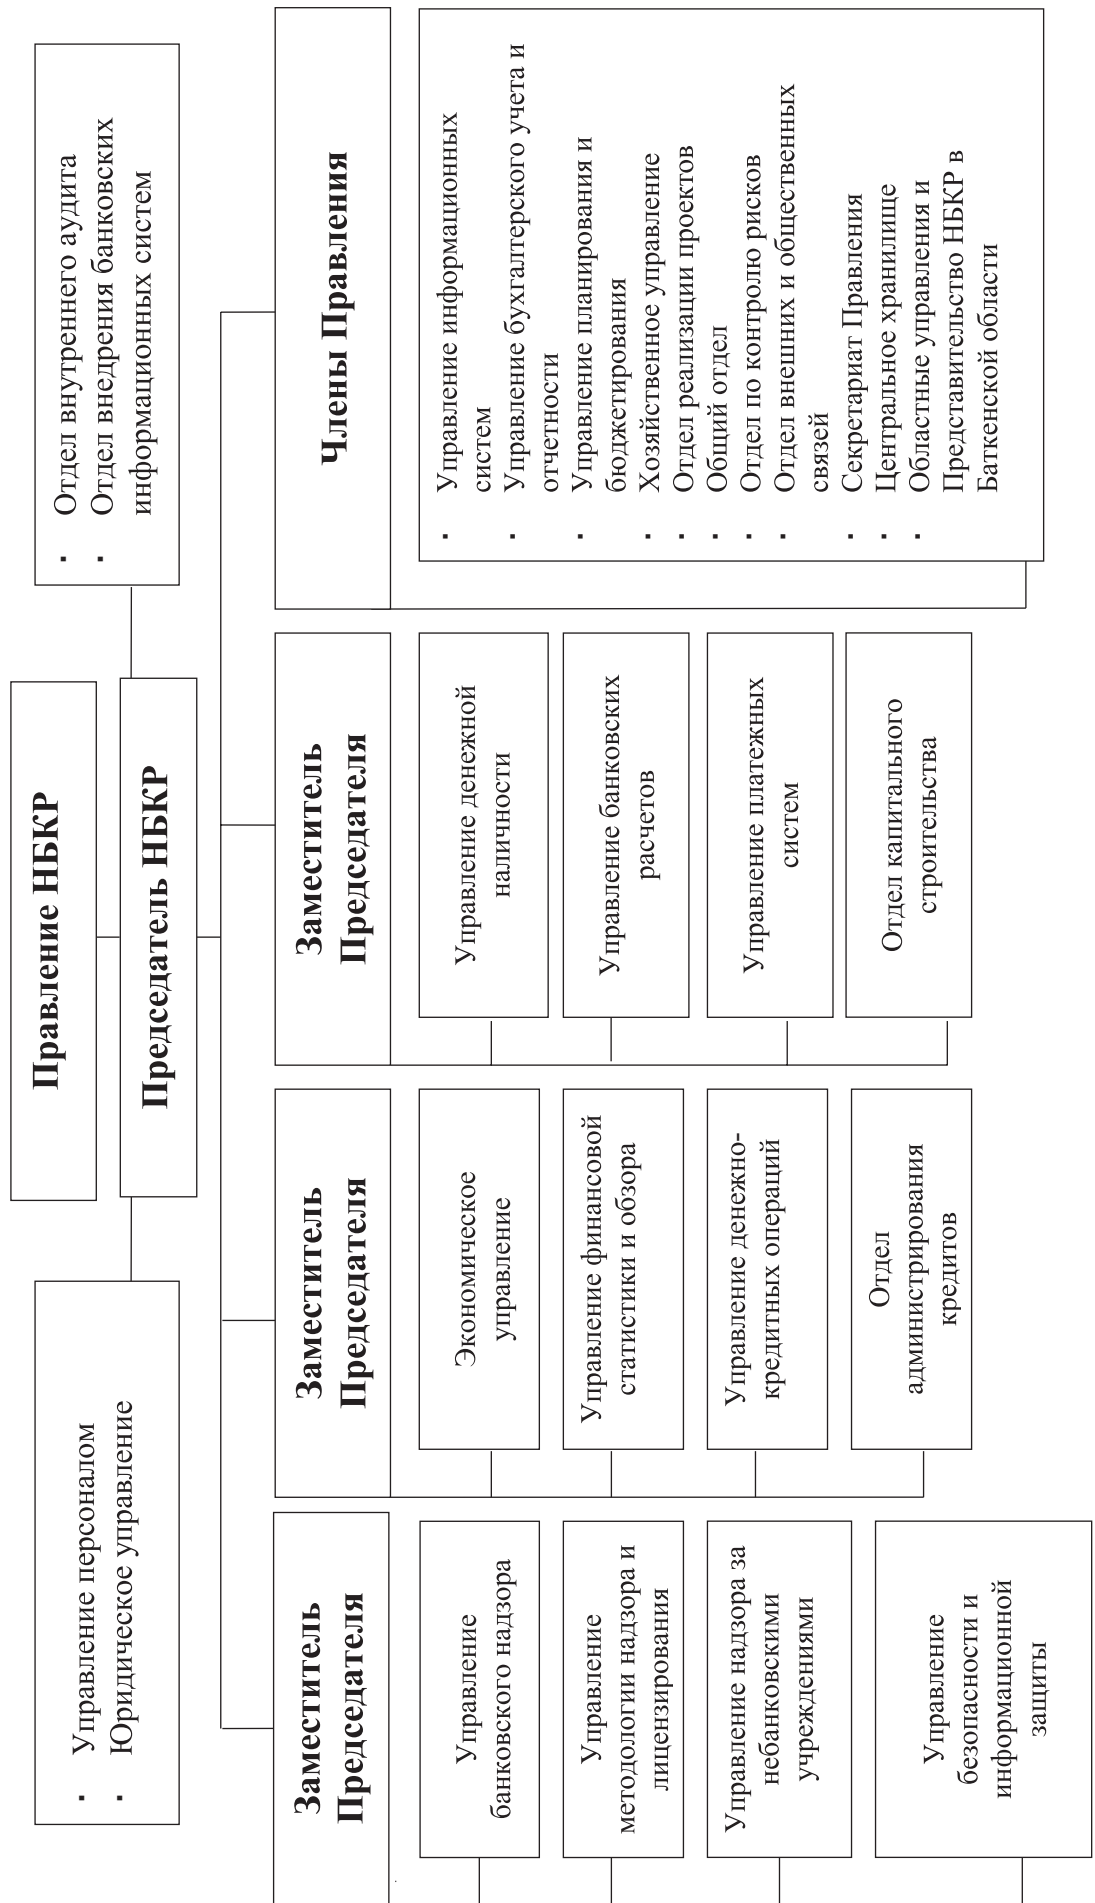 Правление НБКР
Председатель НБКР
▪ Управление персоналом
▪ Юридическое управление
▪ Отдел внутреннего аудита
▪ Отдел внедрения банковских
информационных систем
Заместитель
Председателя
Управление
банковского надзора
Управление
методологии надзора и
лицензирования
Управление надзора за
небанковскими
учреждениями
Управление
безопасности и
информационной
защиты
Заместитель
Председателя
Экономическое
управление
Управление финансовой
статистики и обзора
Управление денежно-
кредитных операций
Отдел
администрирования
кредитов
Заместитель
Председателя
Управление денежной
наличности
Управление банковских
расчетов
Управление платежных
систем
Отдел капитального
строительства
Члены Правления
▪ Управление информационных
систем
▪ Управление бухгалтерского учета и
отчетности
▪ Управление планирования и
бюджетирования
▪ Хозяйственное управление
▪ Отдел реализации проектов
▪ Общий отдел
▪ Отдел по контролю рисков
▪ Отдел внешних и общественных
связей
▪ Секретариат Правления
▪ Центральное хранилище
▪ Областные управления и
Представительство НБКР в
Баткенской области